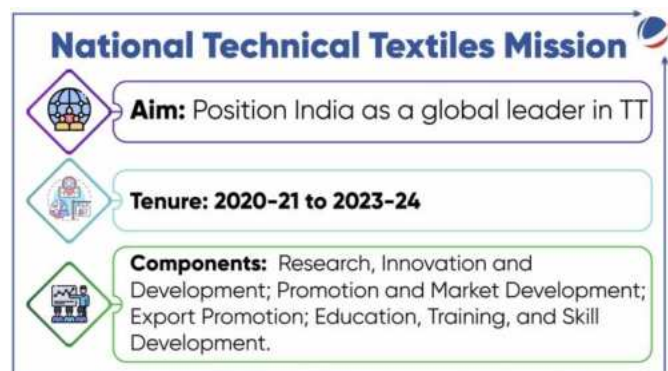 National Technical Textiles Mission
Aim: Position India as a global leader in TT
Tenure: 2020-21 to 2023-24
Components: Research, Innovation and
Development; Promotion and Market Development;
Export Promotion; Education, Training, and Skill
Development.